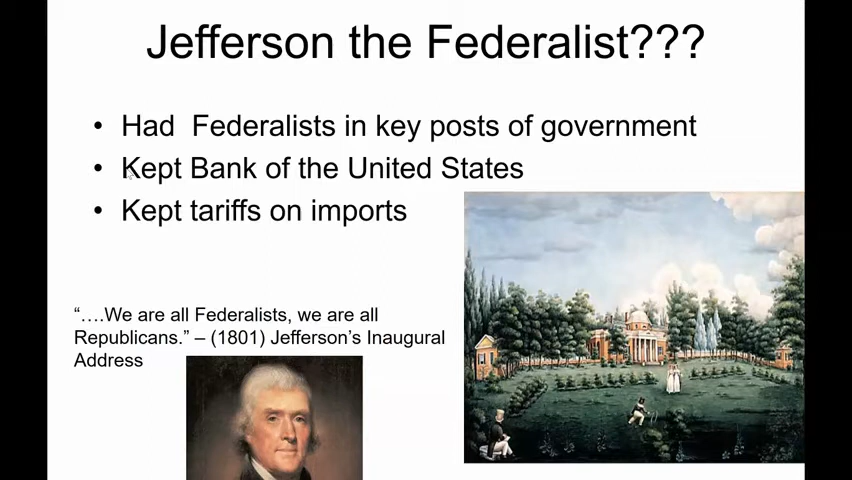 Jefferson the Federalist???
• Had  Federalists in key posts of government
• Kept Bank of the United States
• Kept tariffs on imports
“….We are all Federalists, we are all
Republicans.” – (1801) Jefferson’s Inaugural
Address